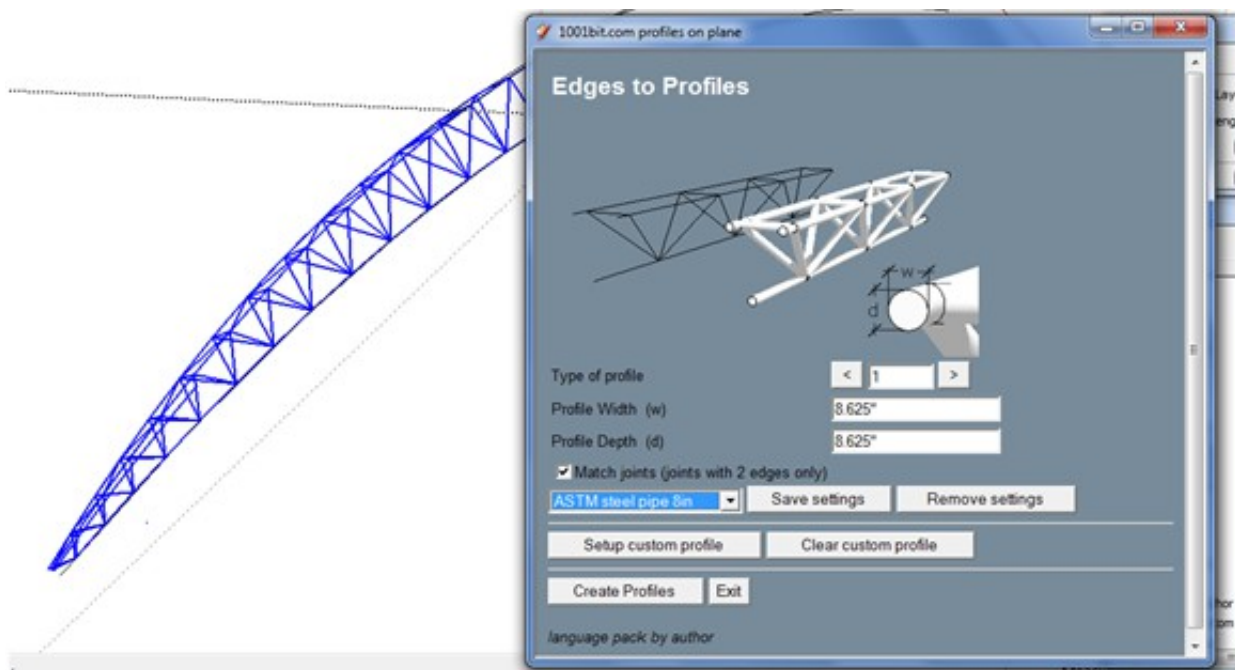 1001bit.com profiles on plane
Edges to Profiles
w
d
Type of profile < 1 >
Profile Width (w) 8.625"
Profile Depth (d) 8.625"
Match joints (joints with 2 edges only)
ASTM steel pipe 8in Save settings Remove settings
Setup custom profile Clear custom profile
Create Profiles Exit
language pack by author